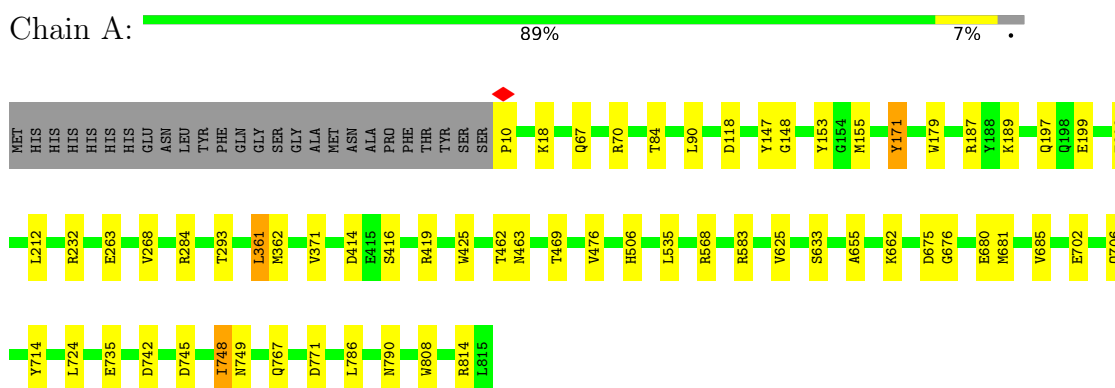 Chain A:
89% 7% •
MET HIS HIS HIS HIS HIS HIS GLU ASN LEU TYR PHE GLN GLY SER GLY ALA MET ASN ALA PRO PHE THR TYR SER SER P10 K18 Q67 R70 T84 L90 D118 Y147 G148 Y153 G154 M155 Y171 W179 R187 Y188 K189 Q197 Q198 E199
L212 R232 E263 V268 R284 T293 L361 M362 V371 D414 E415 S416 R419 W425 T462 N463 T469 V476 H506 L535 R568 R583 V625 S633 A655 K662 D675 G676 E680 M681 V685 E702
Y714 L724 E735 D742 D745 I748 N749 Q767 D771 L786 N790 W808 R814 L815